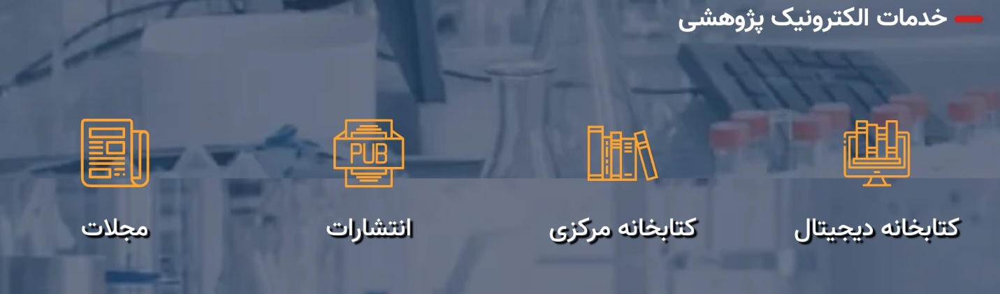 خدمات الکترونیک پژوهشی
PUB
کتابخانه دیجیتال
کتابخانه مرکزی
انتشارات
مجلات